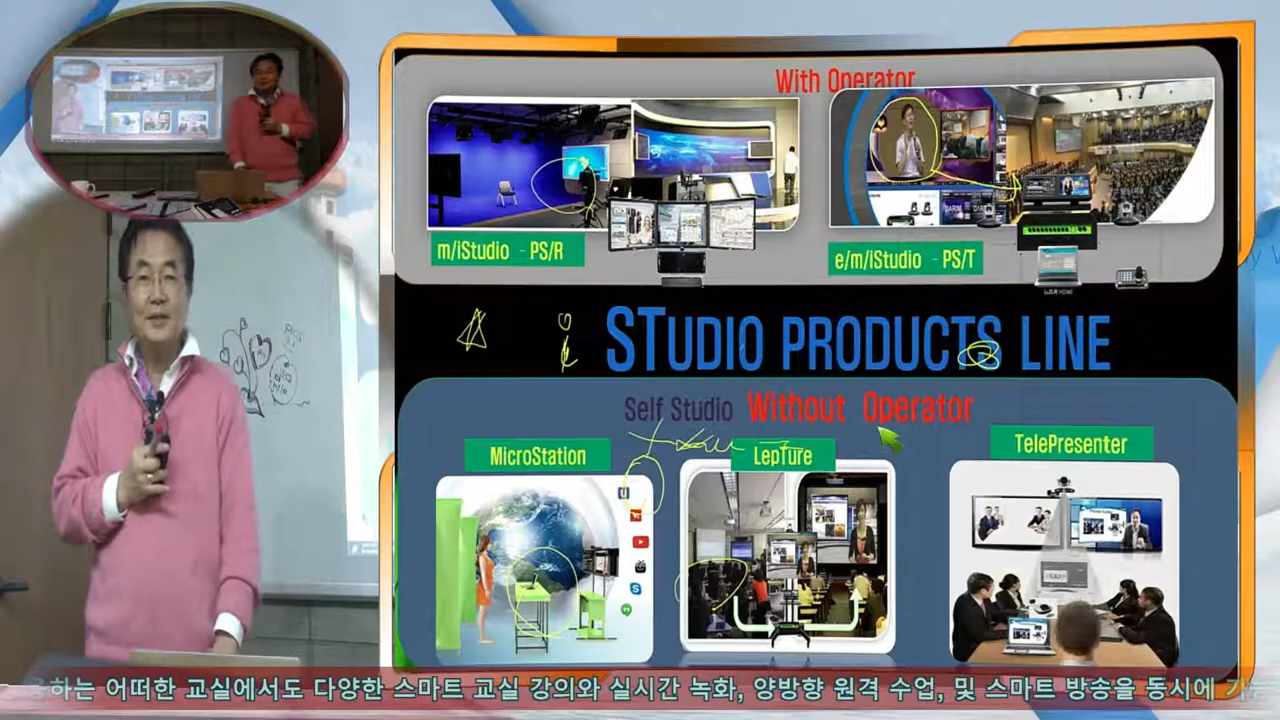 With Operator
m/iStudio - PS/R
e/m/iStudio - PS/T
STUDIO PRODUCTS LINE
Self Studio Without Operator
MicroStation
LepTure
TelePresenter
하는 어떠한 교실에서도 다양한 스마트 교실 강의와 실시간 녹화, 양방향 원격 수업, 및 스마트 방송을 동시에